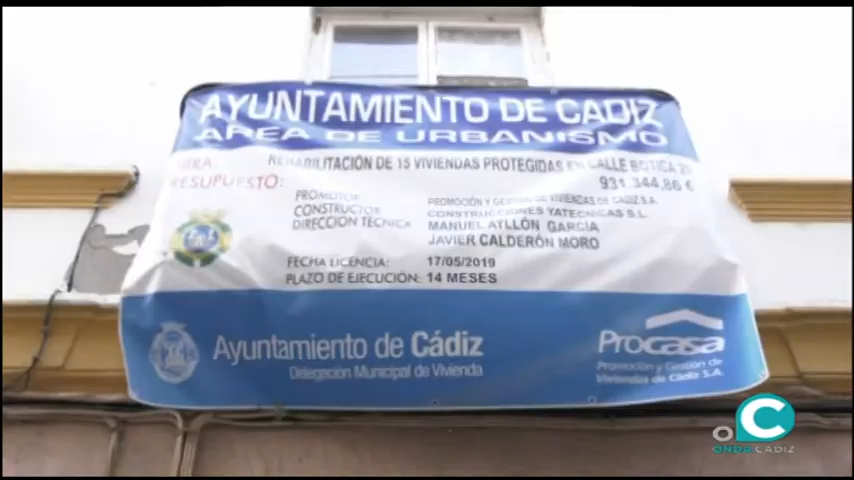 AYUNTAMIENTO DE CADIZ
AREA DE URBANISMO
REHABILITACIÓN DE 15 VIVIENDAS PROTEGIDAS EN CALLE BOTICA
RESUPUESTO: 931.344,86 €
PROMOTOR PROMOCIÓN Y GESTIÓN DE VIVIENDAS DE CADIZ S.A.
CONSTRUCTOR CONSTRUCCIONES YATECNICAS S.L.
DIRECCIÓN TÉCNICA MANUEL AYLLÓN GARCÍA
JAVIER CALDERÓN MORO
FECHA LICENCIA: 17/05/2019
PLAZO DE EJECUCIÓN: 14 MESES
Ayuntamiento de Cádiz
Delegación Municipal de Vivienda
Procasa
Promoción y Gestión de
Viviendas de Cádiz S.A.
O C
ONDA CÁDIZ